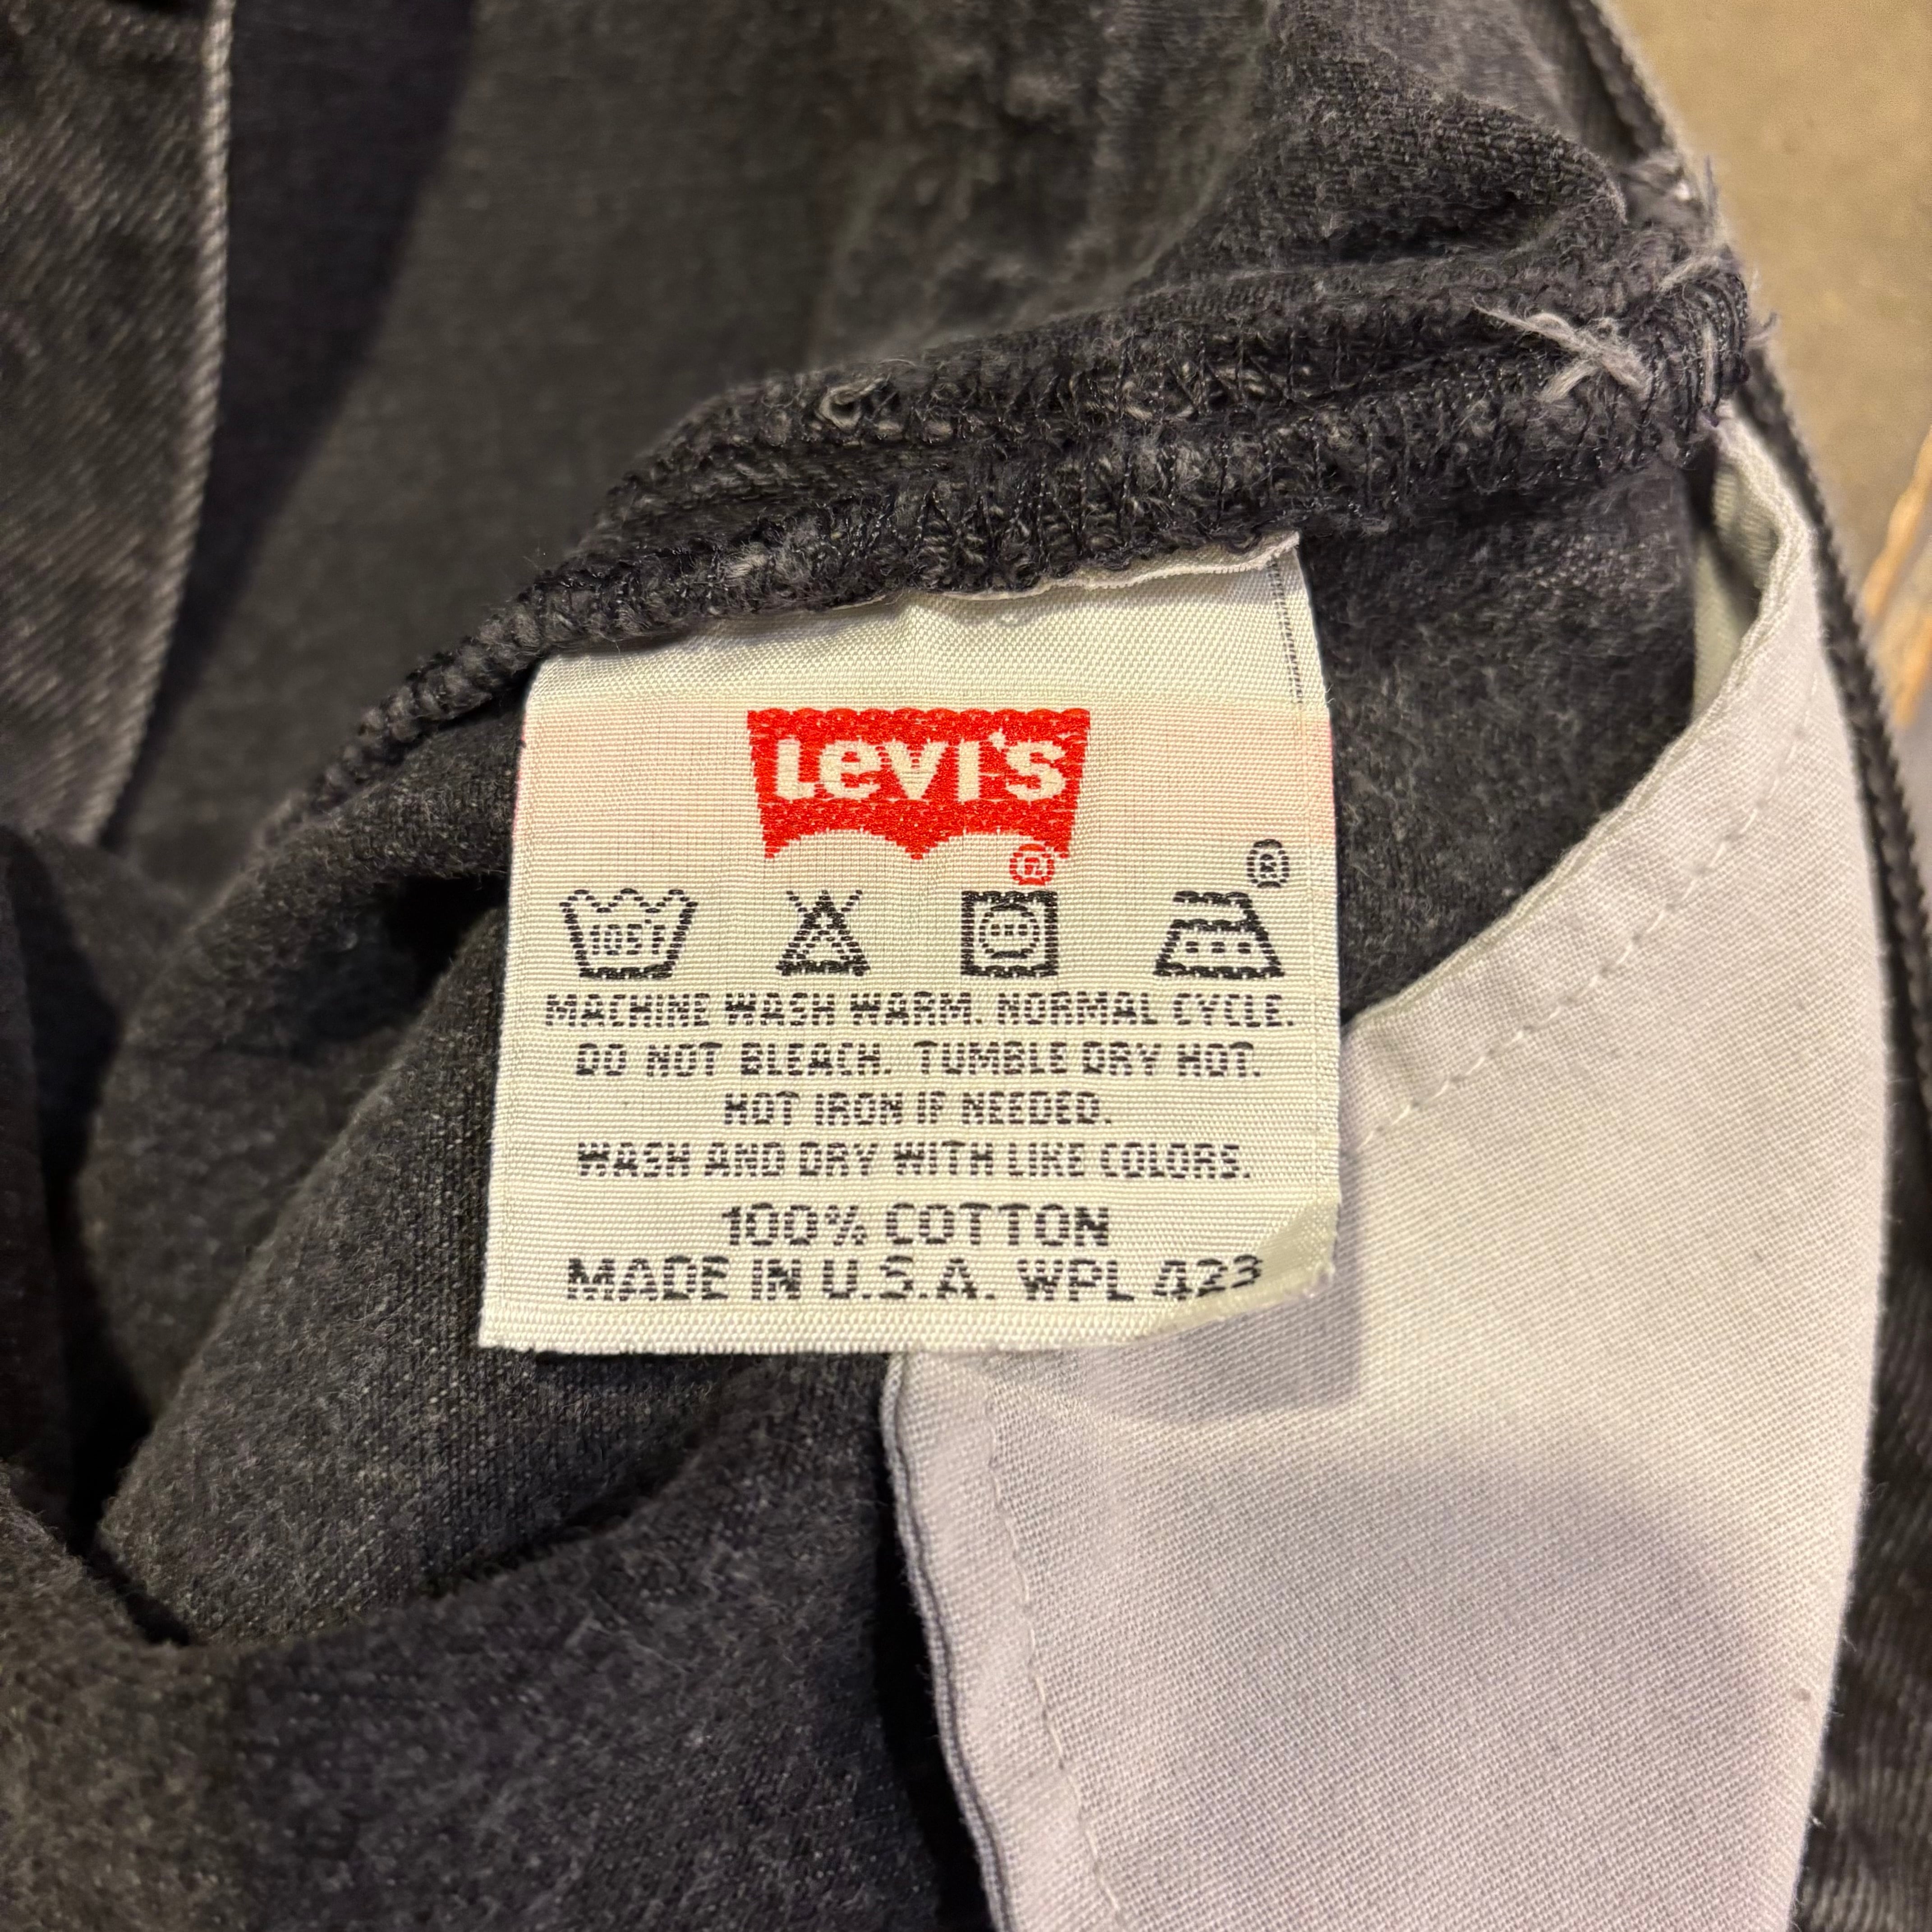 Levi's
®
®
105°F
MACHINE WASH WARM. NORMAL CYCLE.
DO NOT BLEACH. TUMBLE DRY HOT.
HOT IRON IF NEEDED.
WASH AND DRY WITH LIKE COLORS.
100% COTTON
MADE IN U.S.A. WPL 423